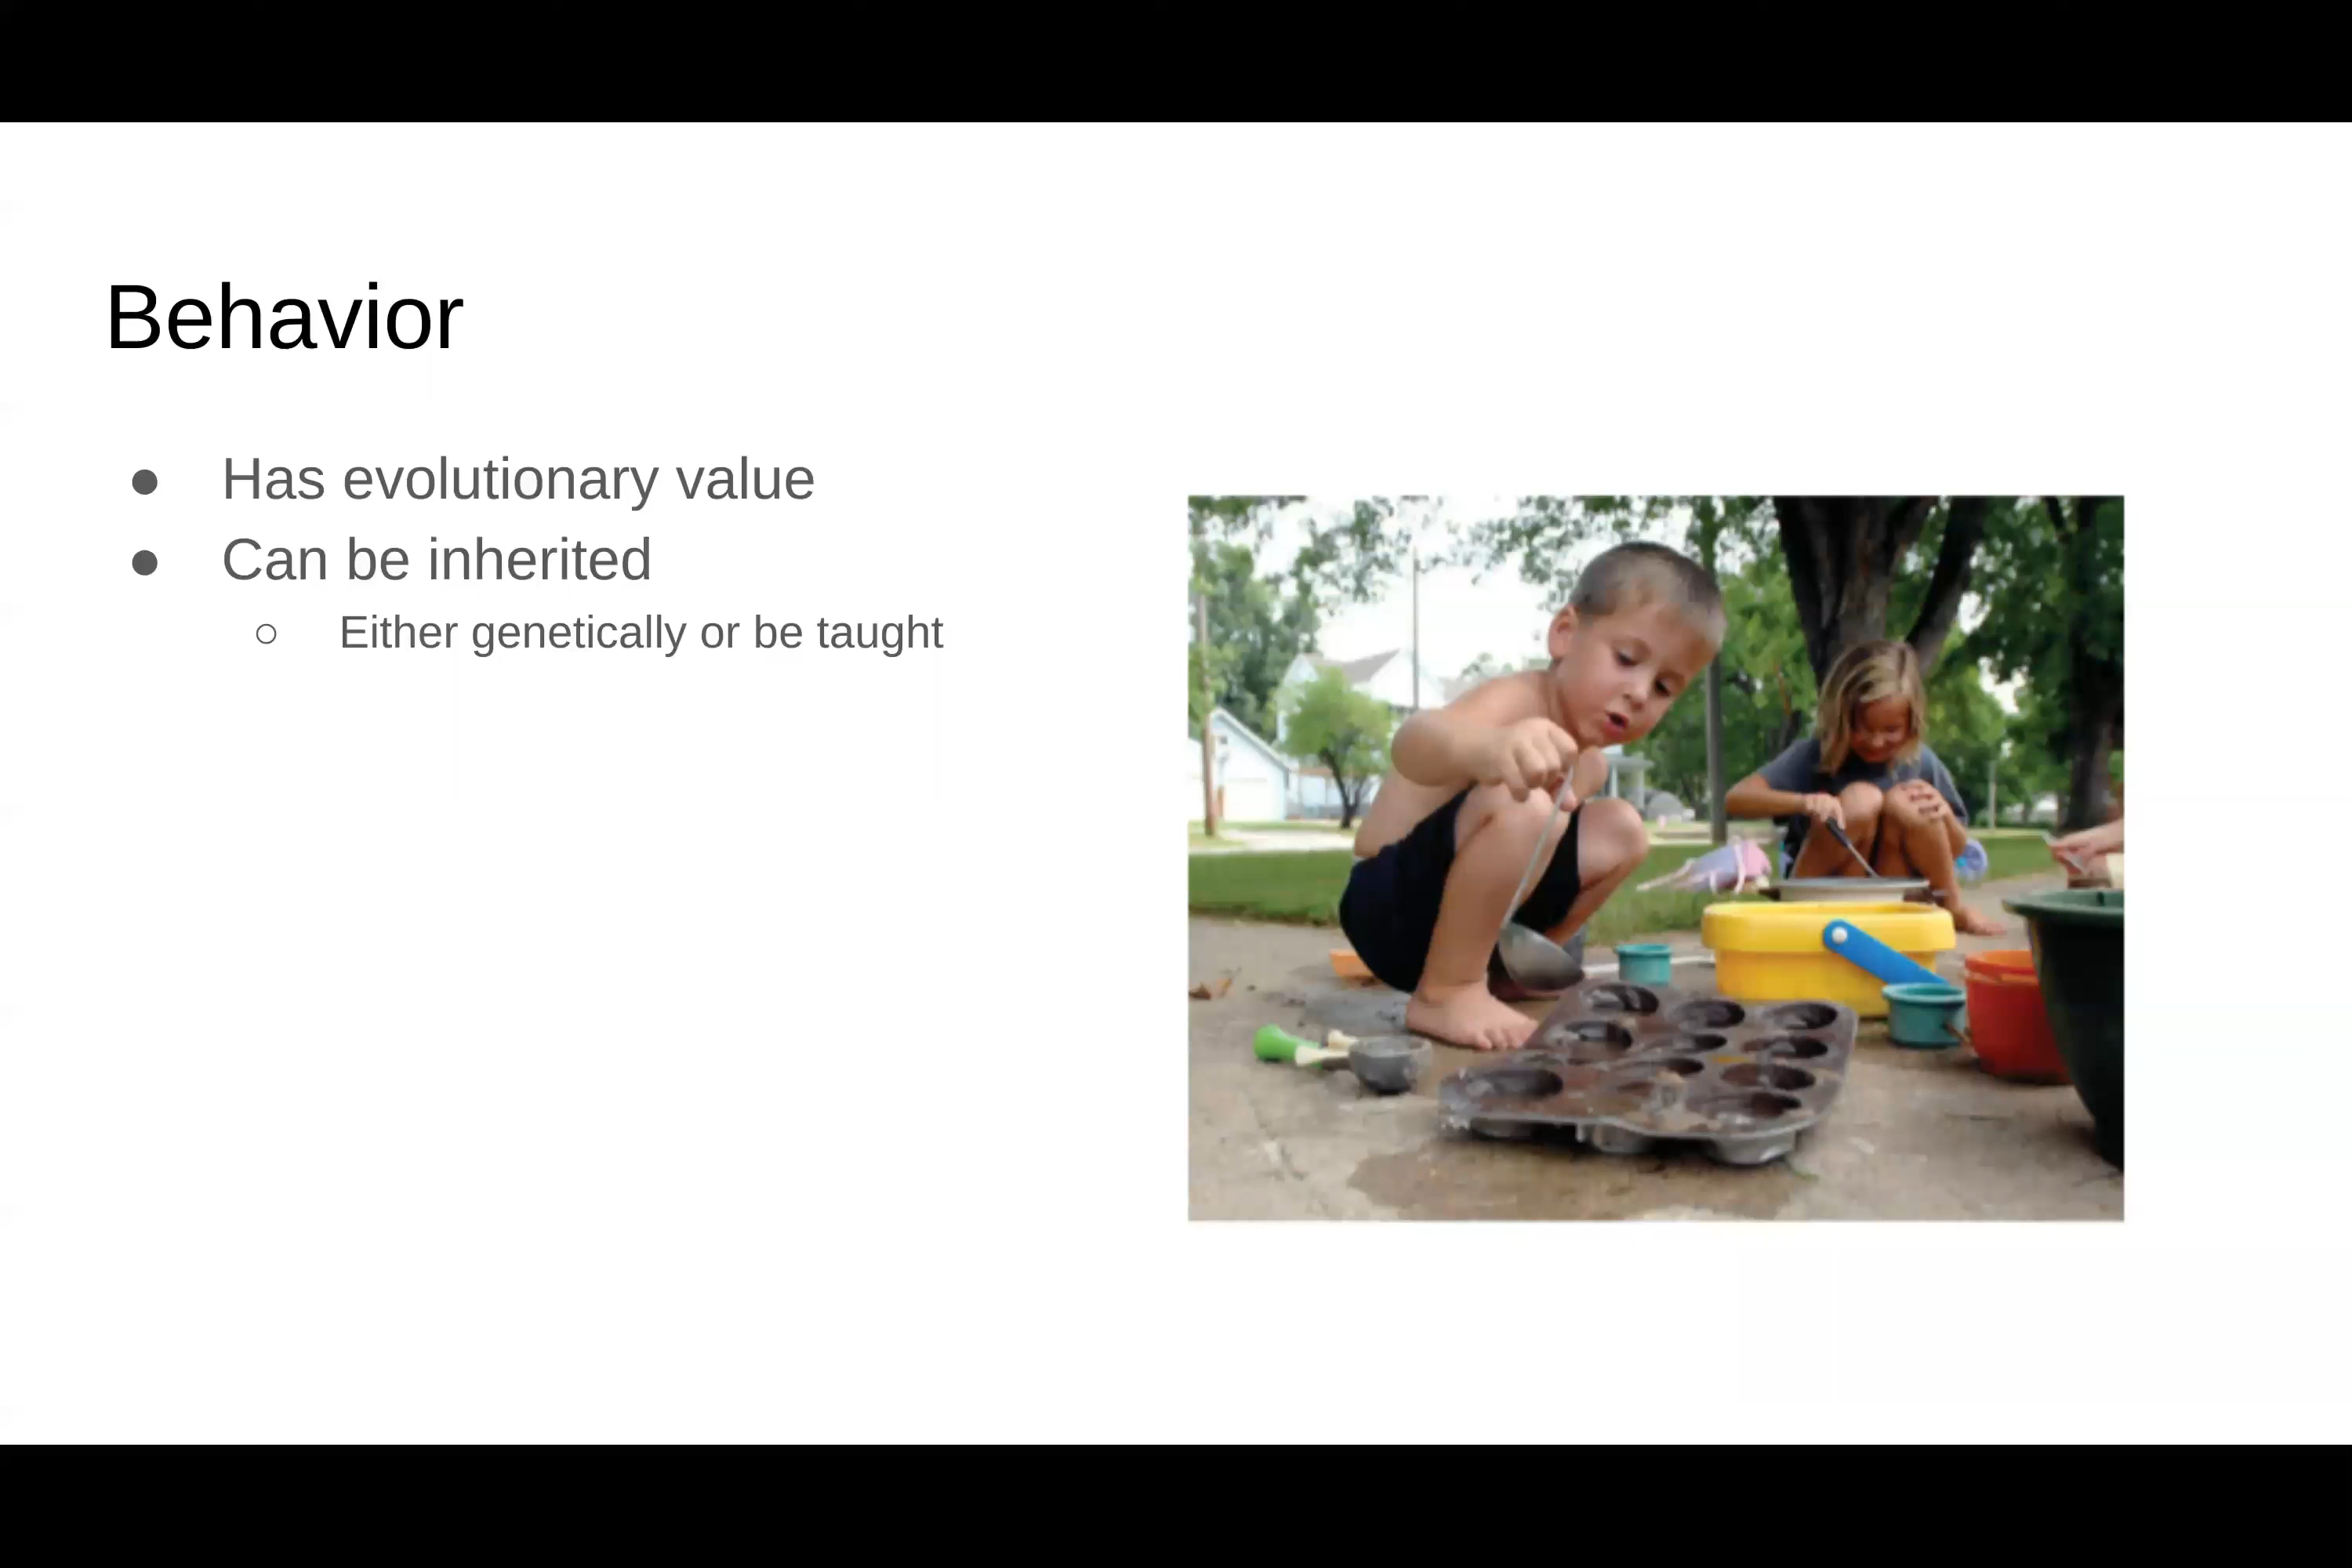 Behavior
● Has evolutionary value
● Can be inherited
○ Either genetically or be taught